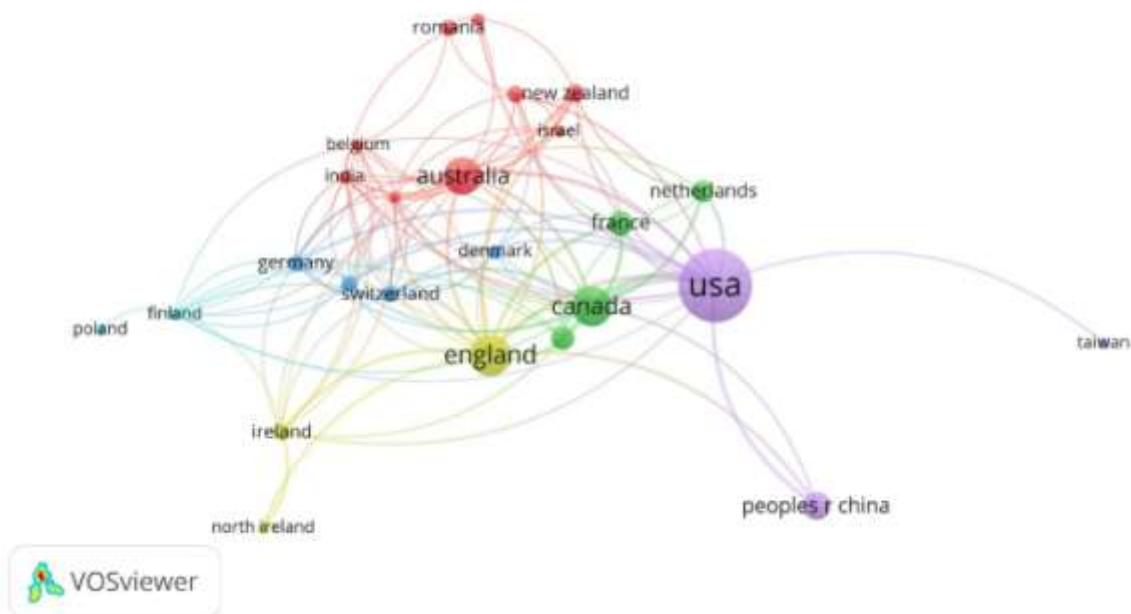 romania
new zealand
israel
belgium
india
australia
netherlands
france
denmark
germany
usa
switzerland
canada
finland
poland
taiwan
england
ireland
peoples r china
north ireland
VOSviewer